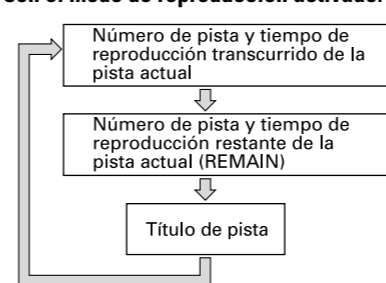 Con el modo de reproducción activado:
Número de pista y tiempo de
reproducción transcurrido de la
pista actual
Número de pista y tiempo de
reproducción restante de la
pista actual (REMAIN)
Título de pista